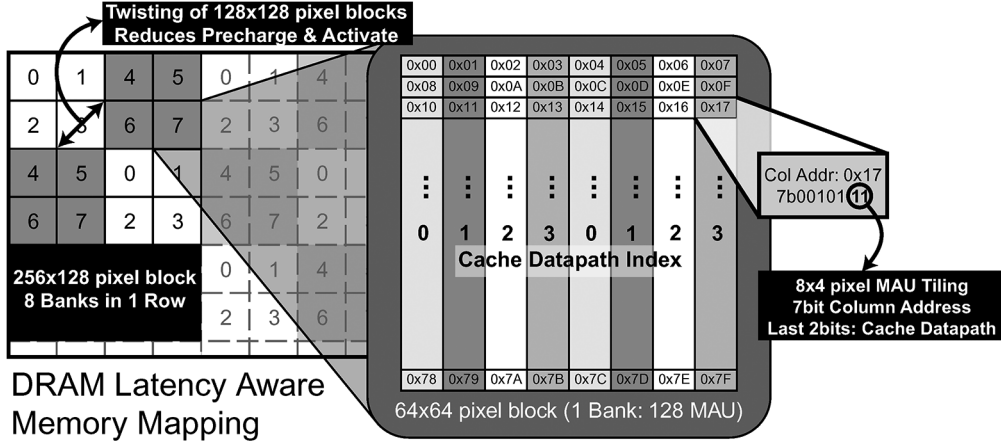 Twisting of 128x128 pixel blocks
Reduces Precharge & Activate
0 1 4 5 0 1 4
2 3 6 7 2 3 6
4 5 0 1 4 5 0
6 7 2 3 6 7 2
0 1 4
2 3 6
256x128 pixel block
8 Banks in 1 Row
DRAM Latency Aware
Memory Mapping
0x00 0x01 0x02 0x03 0x04 0x05 0x06 0x07
0x08 0x09 0x0A 0x0B 0x0C 0x0D 0x0E 0x0F
0x10 0x11 0x12 0x13 0x14 0x15 0x16 0x17
0 1 2 3 0 1 2 3
Cache Datapath Index
0x78 0x79 0x7A 0x7B 0x7C 0x7D 0x7E 0x7F
64x64 pixel block (1 Bank: 128 MAU)
Col Addr: 0x17
7b0010111
8x4 pixel MAU Tiling
7bit Column Address
Last 2bits: Cache Datapath